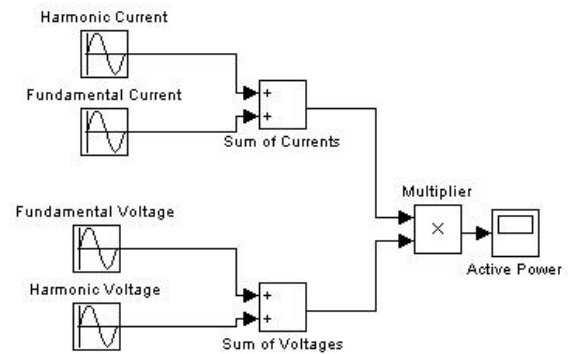 Harmonic Current
Fundamental Current
+
+
Sum of Currents
Multiplier
×
Active Power
Fundamental Voltage
Harmonic Voltage
+
+
Sum of Voltages